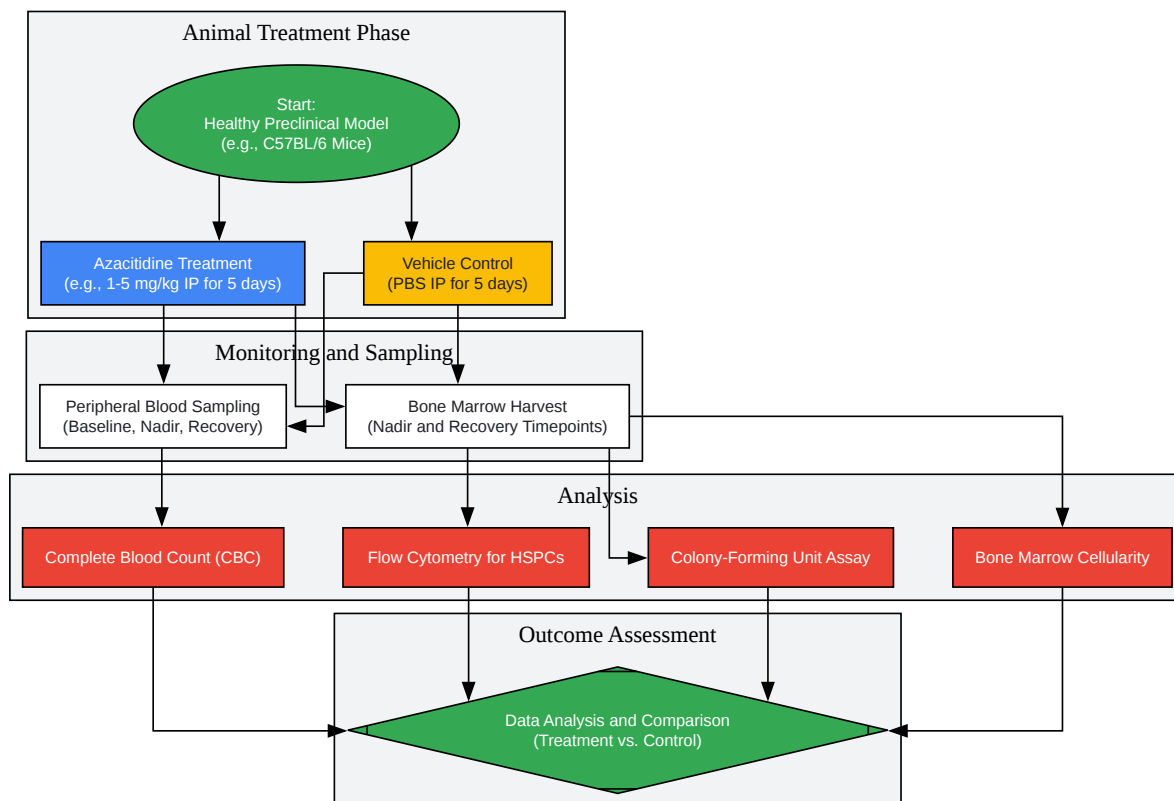 Animal Treatment Phase
Start:
Healthy Preclinical Model
(e.g., C57BL/6 Mice)
Azacitidine Treatment
(e.g., 1-5 mg/kg IP for 5 days)
Vehicle Control
(PBS IP for 5 days)
Monitoring and Sampling
Peripheral Blood Sampling
(Baseline, Nadir, Recovery)
Bone Marrow Harvest
(Nadir and Recovery Timepoints)
Analysis
Complete Blood Count (CBC)
Flow Cytometry for HSPCs
Colony-Forming Unit Assay
Bone Marrow Cellularity
Outcome Assessment
Data Analysis and Comparison
(Treatment vs. Control)